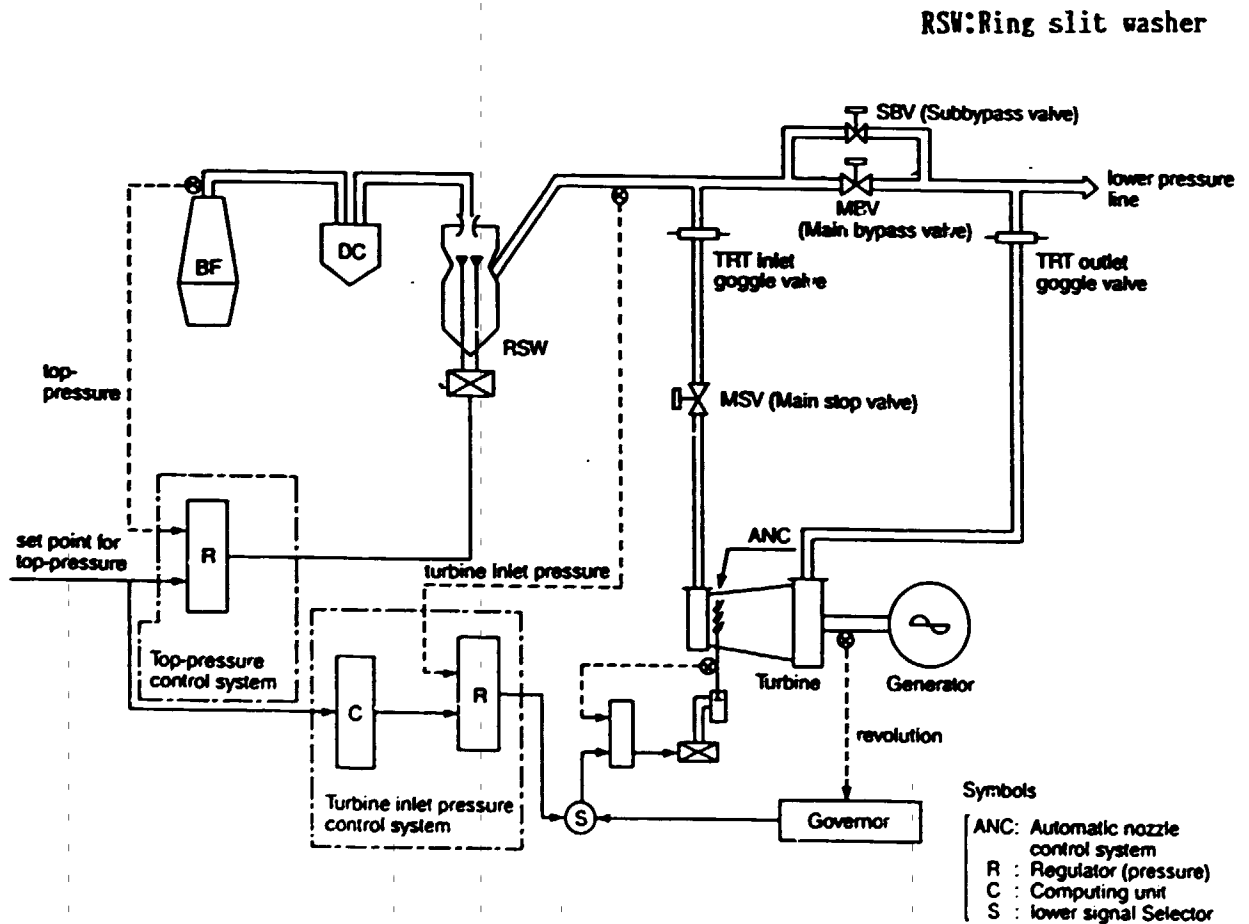 RSW:Ring slit washer
SBV (Subbypass valve)
lower pressure
line
MBV
(Main bypass valve)
BF
DC
TRT inlet
goggle valve
TRT outlet
goggle valve
RSW
top-
pressure
MSV (Main stop valve)
set point for
top-pressure
R
ANC
turbine inlet pressure
Top-pressure
control system
C
R
Turbine
Generator
revolution
Turbine inlet pressure
control system
S
Governor
Symbols
ANC: Automatic nozzle
control system
R : Regulator (pressure)
C : Computing unit
S : lower signal Selector